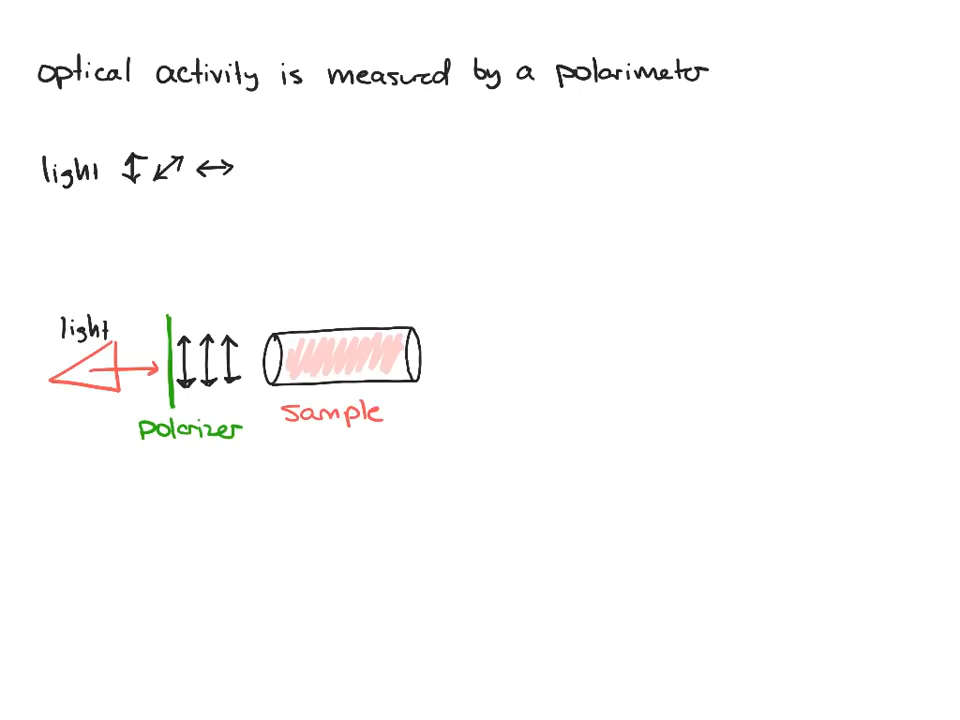 optical activity is measured by a polarimeter
light
light
polarizer
sample